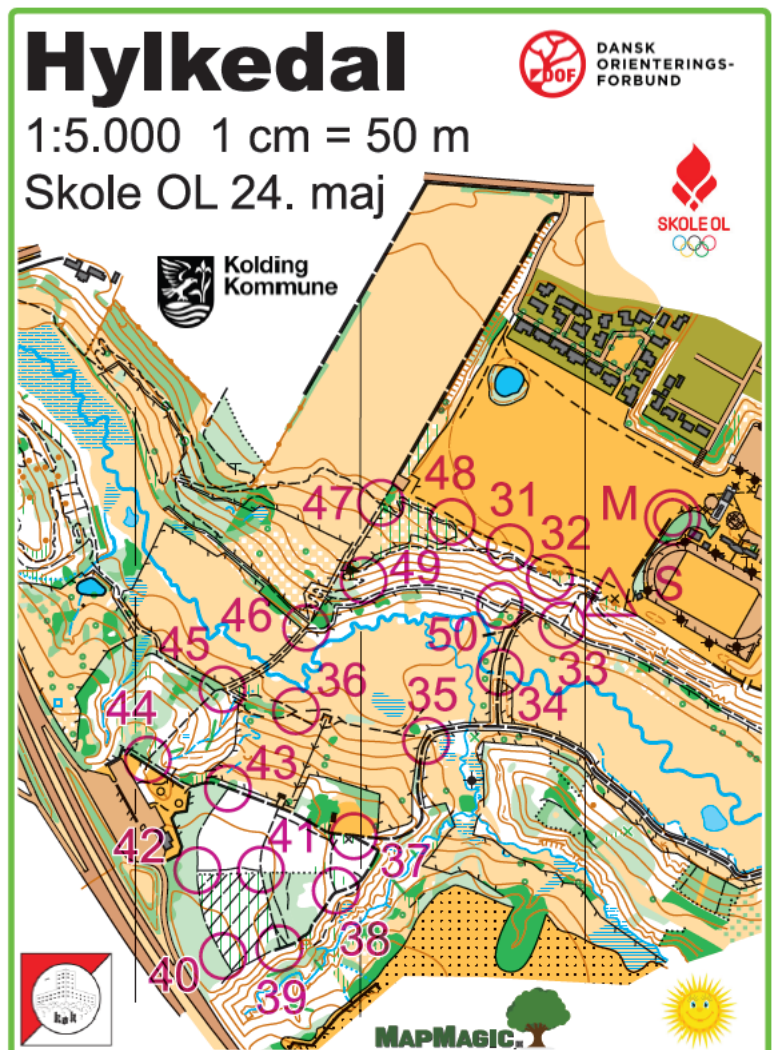 Hylkedal
DANSK
ORIENTERINGS-
FORBUND
DOF
1:5.000 1 cm = 50 m
Skole OL 24. maj
SKOLE OL
Kolding
Kommune
48
47
31
M
32
49
S
46
50
45
33
36
35
34
44
43
41
42
37
38
40
39
køk
MAPMAGIC